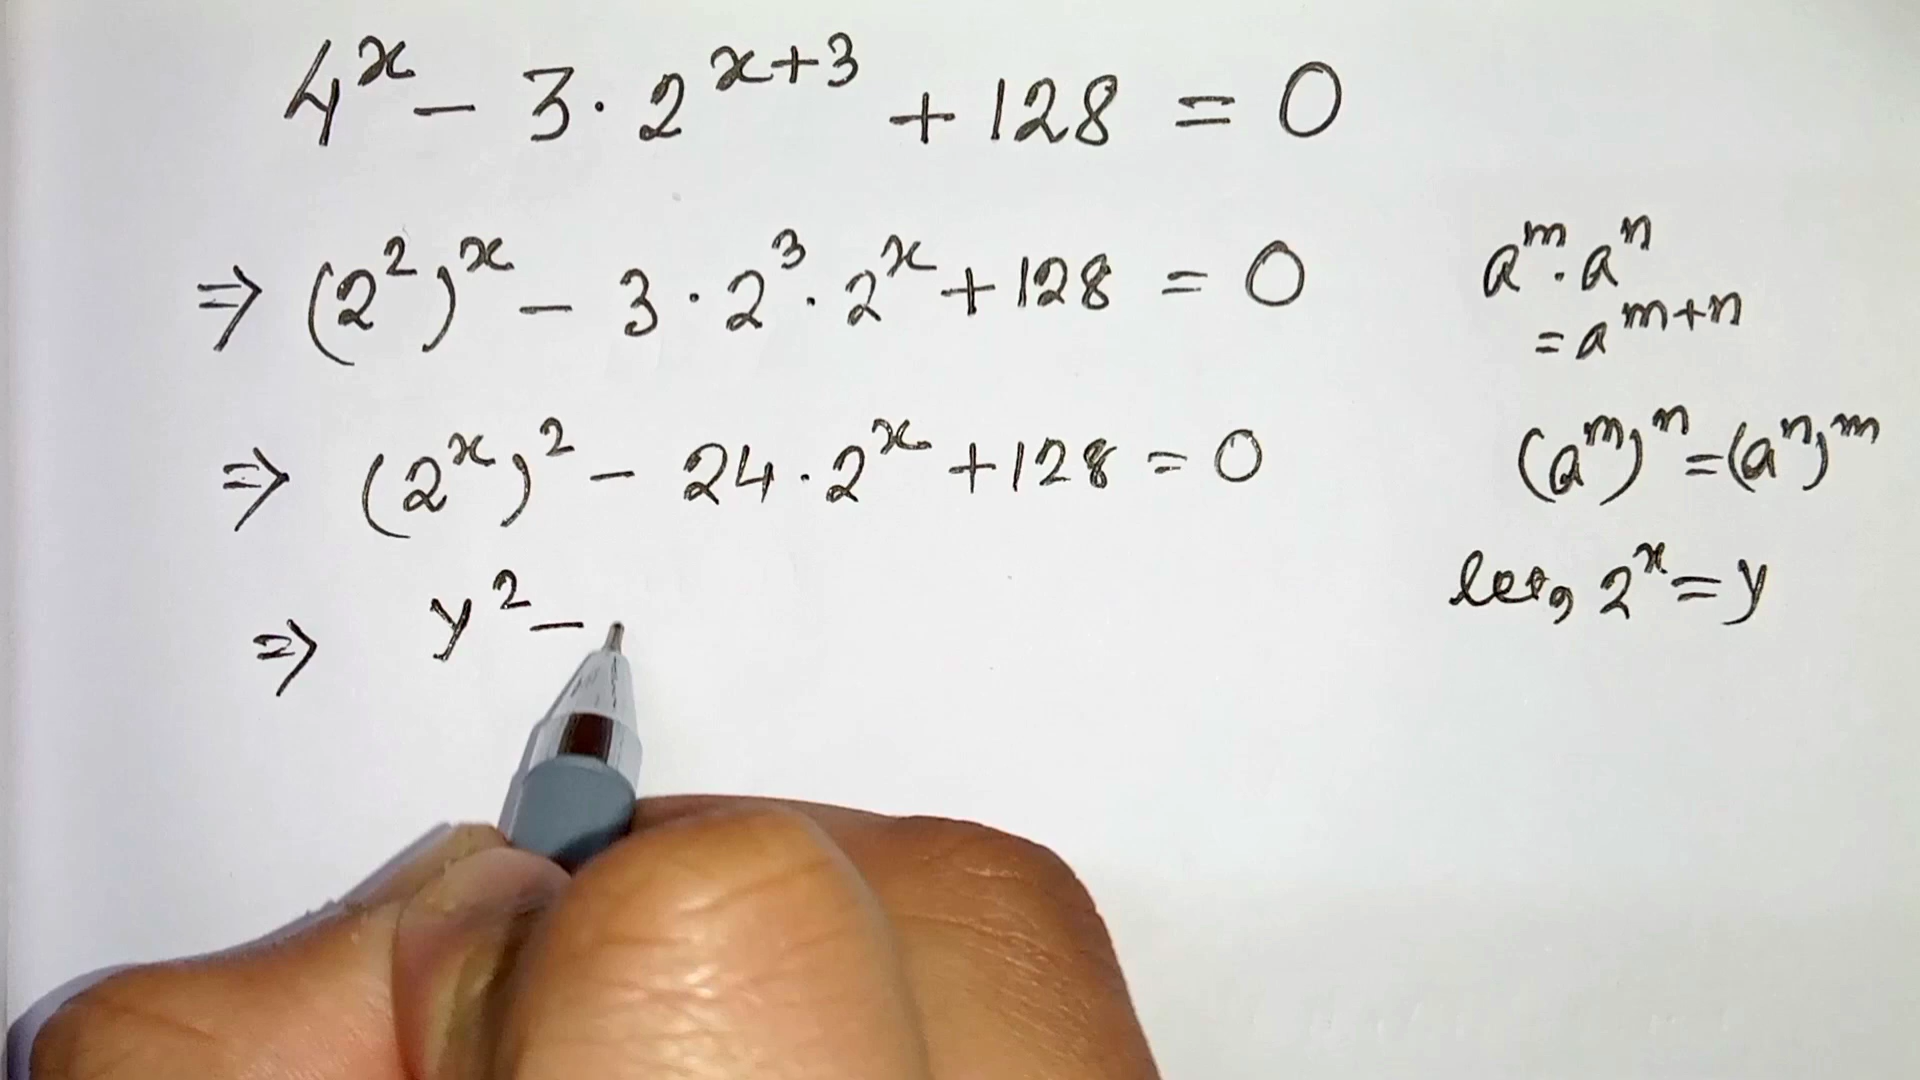 4^x - 3 · 2^{x+3} + 128 = 0
⇒ (2^2)^x - 3 · 2^3 · 2^x + 128 = 0
⇒ (2^x)^2 - 24 · 2^x + 128 = 0
⇒ y^2 -
a^m · a^n
= a^{m+n}
(a^m)^n = (a^n)^m
let, 2^x = y